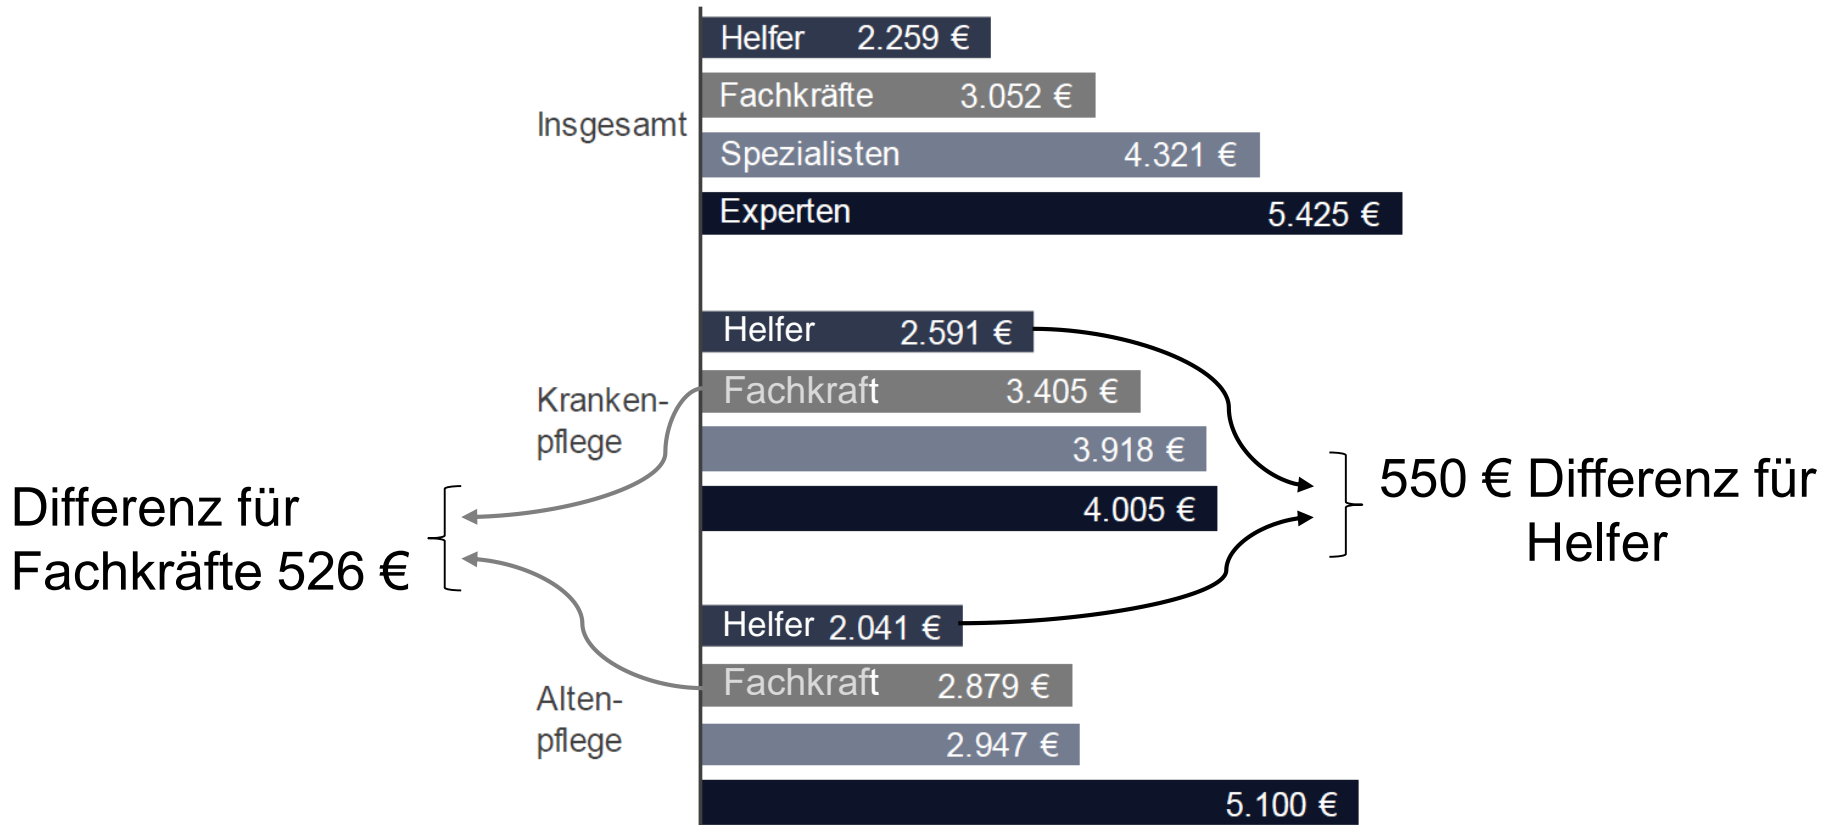 Helfer 2.259 €
Fachkräfte 3.052 €
Insgesamt
Spezialisten 4.321 €
Experten 5.425 €
Helfer 2.591 €
Fachkraft 3.405 €
Kranken-
pflege
3.918 €
4.005 €
550 € Differenz für
Helfer
Differenz für
Fachkräfte 526 €
Helfer 2.041 €
Fachkraft 2.879 €
Alten-
pflege
2.947 €
5.100 €